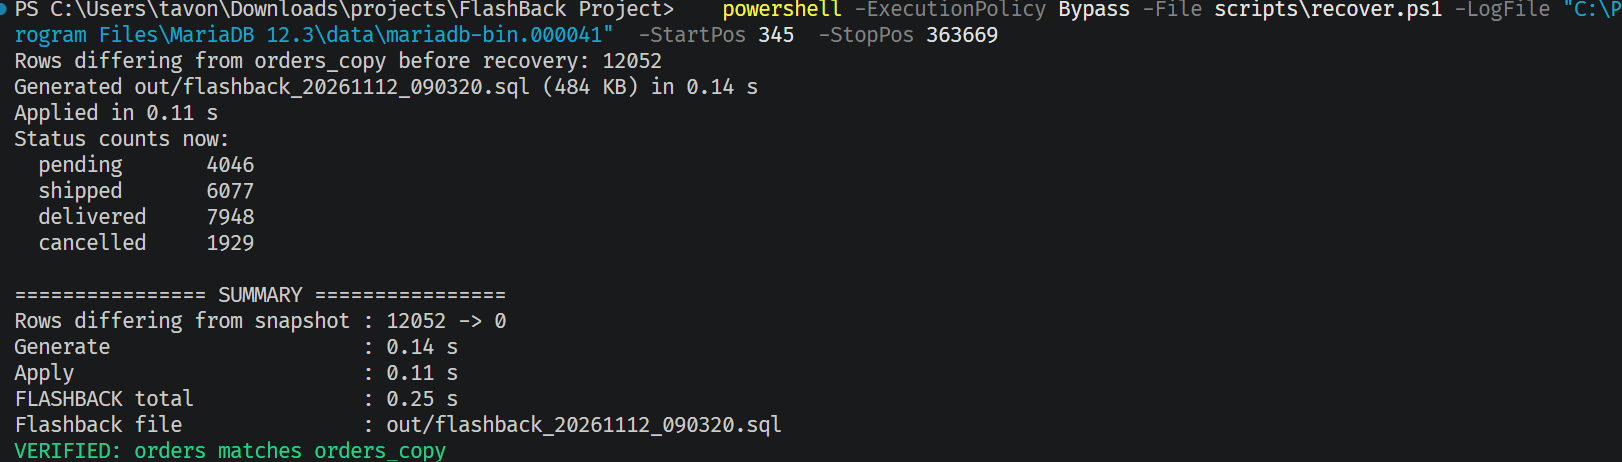 PS C:\Users\tavon\Downloads\projects\FlashBack Project>    powershell -ExecutionPolicy Bypass -File scripts\recover.ps1 -LogFile "C:\P
rogram Files\MariaDB 12.3\data\mariadb-bin.000041"  -StartPos 345  -StopPos 363669
Rows differing from orders_copy before recovery: 12052
Generated out/flashback_20261112_090320.sql (484 KB) in 0.14 s
Applied in 0.11 s
Status counts now:
  pending       4046
  shipped       6077
  delivered     7948
  cancelled     1929

================ SUMMARY ================
Rows differing from snapshot : 12052 -> 0
Generate                     : 0.14 s
Apply                        : 0.11 s
FLASHBACK total              : 0.25 s
Flashback file               : out/flashback_20261112_090320.sql
VERIFIED: orders matches orders_copy